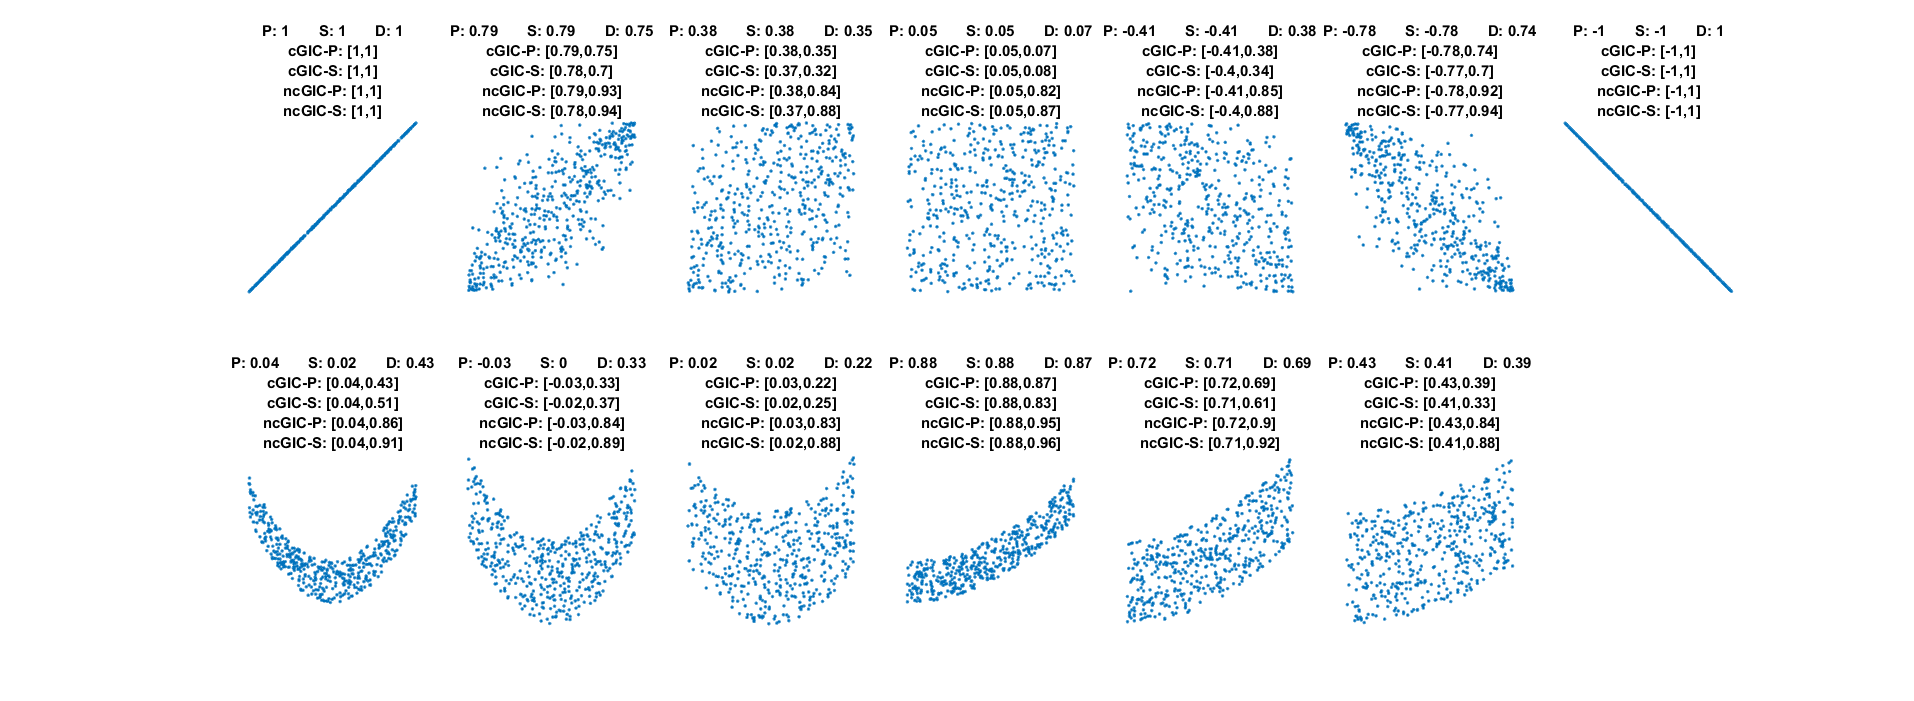 P: 1 S: 1 D: 1
cGIC-P: [1,1]
cGIC-S: [1,1]
ncGIC-P: [1,1]
ncGIC-S: [1,1]
P: 0.79 S: 0.79 D: 0.75
cGIC-P: [0.79,0.75]
cGIC-S: [0.78,0.7]
ncGIC-P: [0.79,0.93]
ncGIC-S: [0.78,0.94]
P: 0.38 S: 0.38 D: 0.35
cGIC-P: [0.38,0.35]
cGIC-S: [0.37,0.32]
ncGIC-P: [0.38,0.84]
ncGIC-S: [0.37,0.88]
P: 0.05 S: 0.05 D: 0.07
cGIC-P: [0.05,0.07]
cGIC-S: [0.05,0.08]
ncGIC-P: [0.05,0.82]
ncGIC-S: [0.05,0.87]
P: -0.41 S: -0.41 D: 0.38
cGIC-P: [-0.41,0.38]
cGIC-S: [-0.4,0.34]
ncGIC-P: [-0.41,0.85]
ncGIC-S: [-0.4,0.88]
P: -0.78 S: -0.78 D: 0.74
cGIC-P: [-0.78,0.74]
cGIC-S: [-0.77,0.7]
ncGIC-P: [-0.78,0.92]
ncGIC-S: [-0.77,0.94]
P: -1 S: -1 D: 1
cGIC-P: [-1,1]
cGIC-S: [-1,1]
ncGIC-P: [-1,1]
ncGIC-S: [-1,1]
P: 0.04 S: 0.02 D: 0.43
cGIC-P: [0.04,0.43]
cGIC-S: [0.04,0.51]
ncGIC-P: [0.04,0.86]
ncGIC-S: [0.04,0.91]
P: -0.03 S: 0 D: 0.33
cGIC-P: [-0.03,0.33]
cGIC-S: [-0.02,0.37]
ncGIC-P: [-0.03,0.84]
ncGIC-S: [-0.02,0.89]
P: 0.02 S: 0.02 D: 0.22
cGIC-P: [0.03,0.22]
cGIC-S: [0.02,0.25]
ncGIC-P: [0.03,0.83]
ncGIC-S: [0.02,0.88]
P: 0.88 S: 0.88 D: 0.87
cGIC-P: [0.88,0.87]
cGIC-S: [0.88,0.83]
ncGIC-P: [0.88,0.95]
ncGIC-S: [0.88,0.96]
P: 0.72 S: 0.71 D: 0.69
cGIC-P: [0.72,0.69]
cGIC-S: [0.71,0.61]
ncGIC-P: [0.72,0.9]
ncGIC-S: [0.71,0.92]
P: 0.43 S: 0.41 D: 0.39
cGIC-P: [0.43,0.39]
cGIC-S: [0.41,0.33]
ncGIC-P: [0.43,0.84]
ncGIC-S: [0.41,0.88]